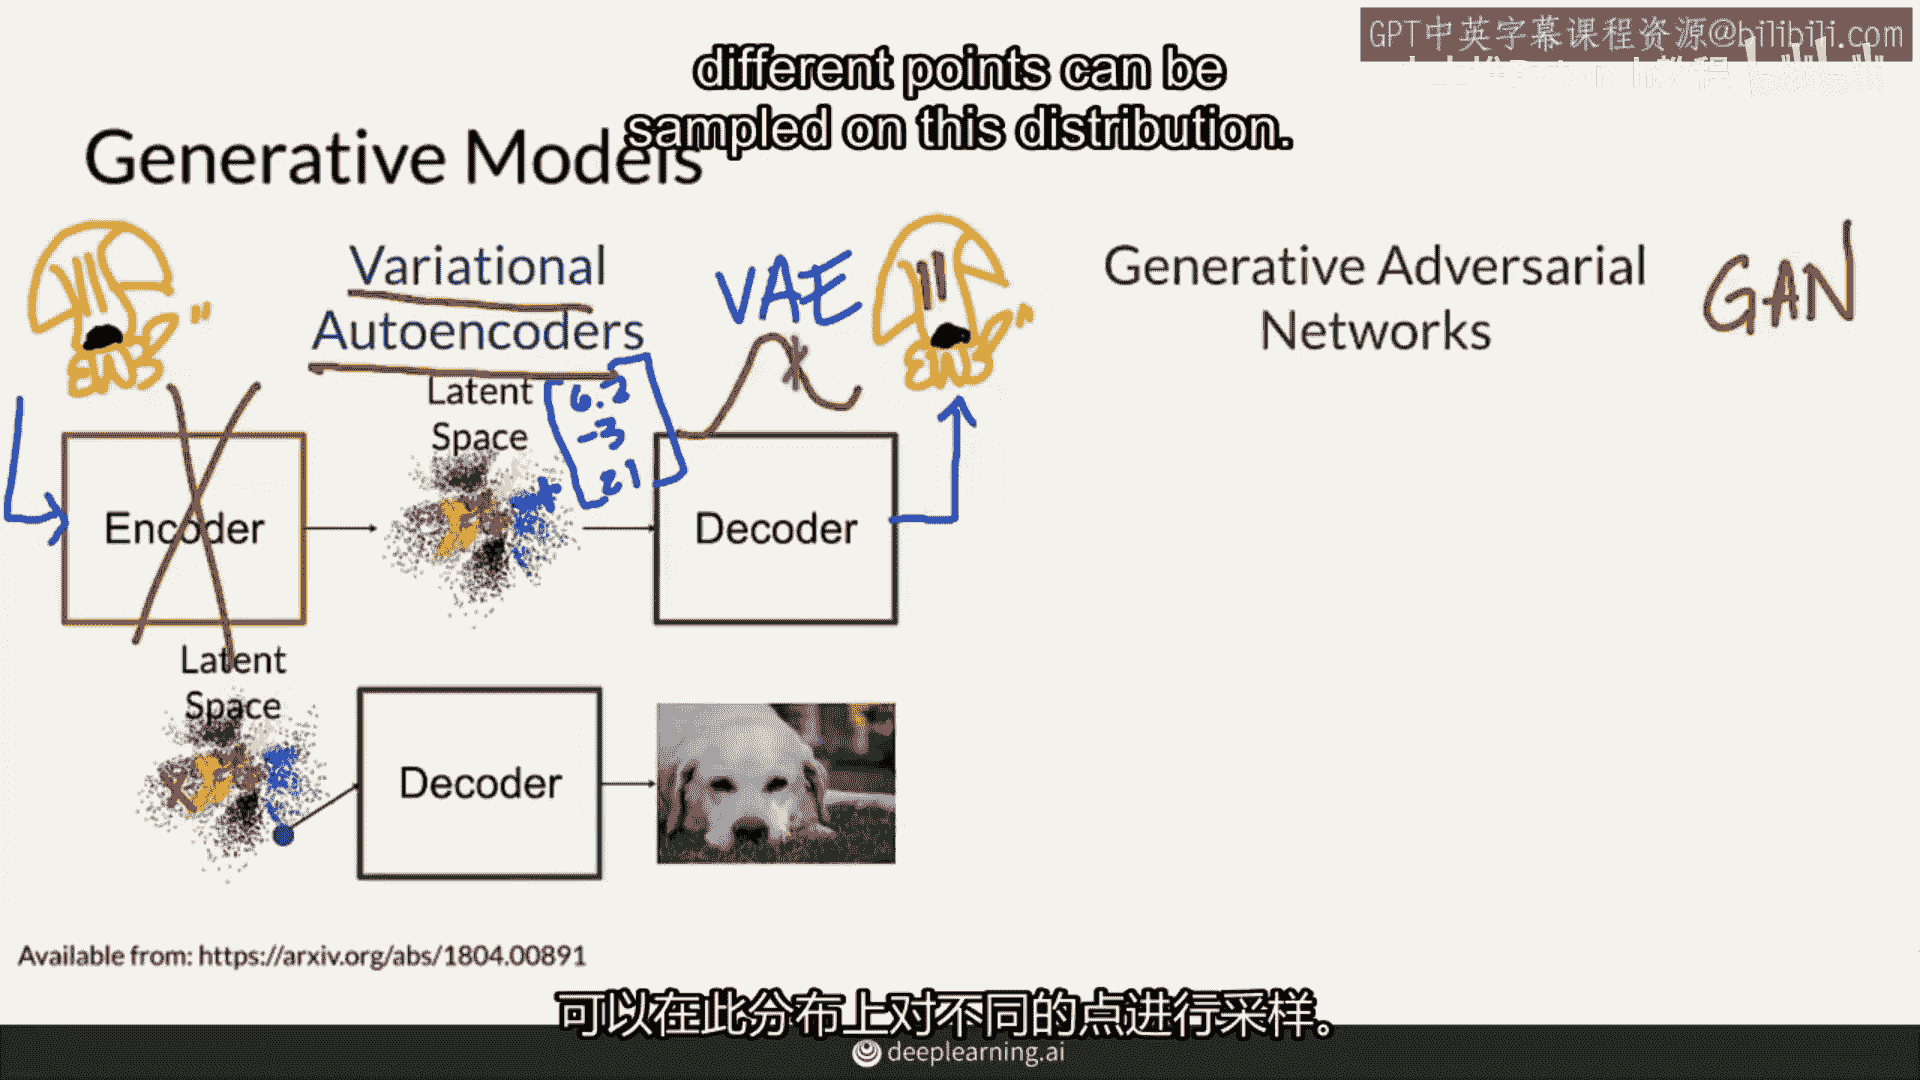 GPT中英字幕课程资源@bilibili.com
different points can be
sampled on this distribution.
Generative Models
Variational
Autoencoders
VAE
Generative Adversarial
Networks
GAN
Latent
Space
6.2
-3
21
Encoder
Decoder
Latent
Space
Decoder
Available from: https://arxiv.org/abs/1804.00891
可以在此分布上对不同的点进行采样。
deeplearning.ai